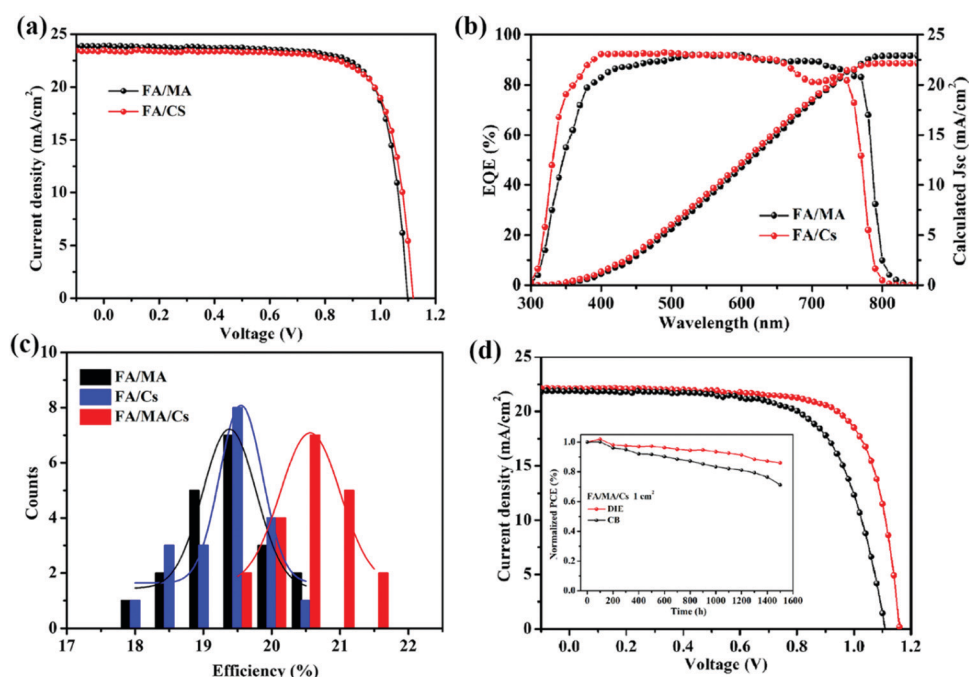 (a)
25
20
15
10
5
0
Current density (mA/cm²)
FA/MA
FA/CS
0.0 0.2 0.4 0.6 0.8 1.0 1.2
Voltage (V)
(b)
100
80
60
40
20
0
EQE (%)
25
20
15
10
5
0
Calculated Jsc (mA/cm²)
FA/MA
FA/Cs
300 400 500 600 700 800
Wavelength (nm)
(c)
10
8
6
4
2
0
Counts
FA/MA
FA/Cs
FA/MA/Cs
17 18 19 20 21 22
Efficiency (%)
(d)
25
20
15
10
5
0
Current density (mA/cm²)
1.0
0.8
0.6
0.4
0.2
0.0
Normalized PCE (%)
FA/MA/Cs 1 cm²
DIE
CB
0 200 400 600 800 1000 1200 1400 1600
Time (h)
0.0 0.2 0.4 0.6 0.8 1.0 1.2
Voltage (V)